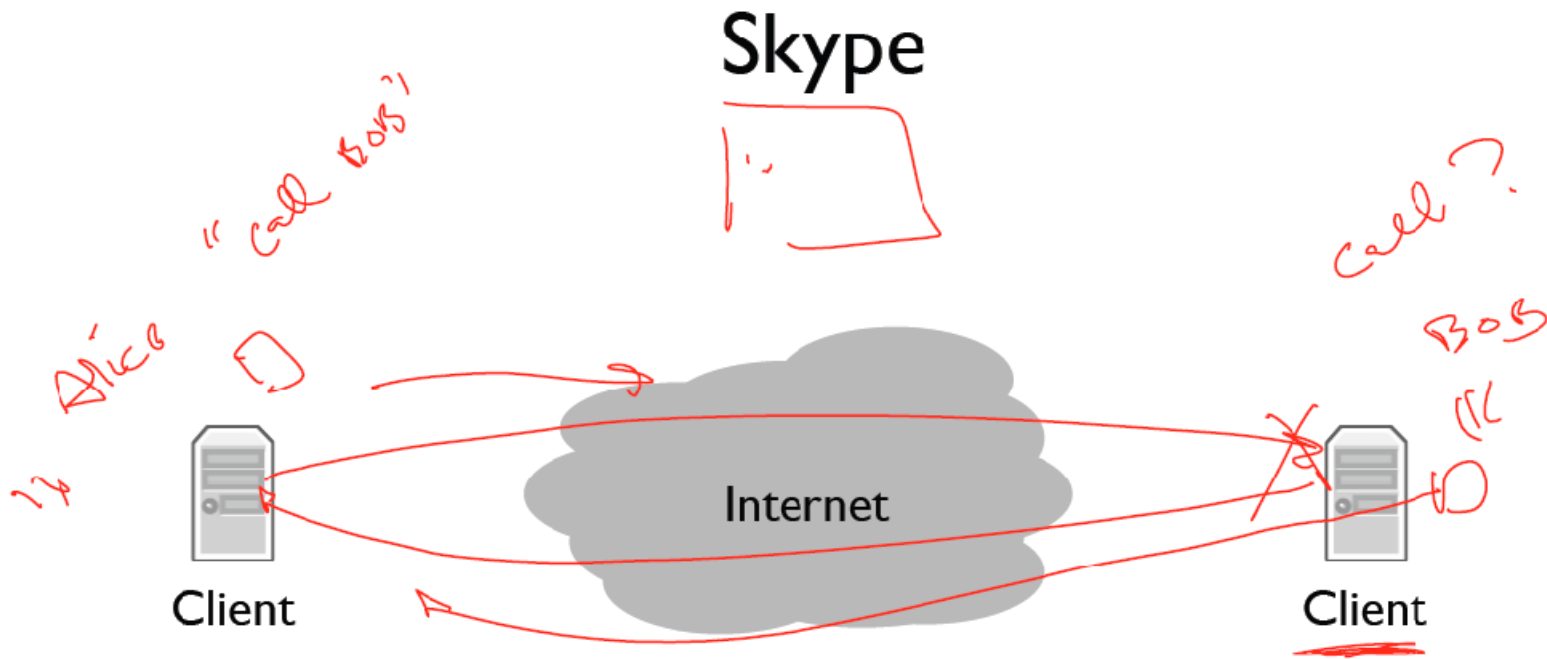 Skype
"call BOB"
call?
Alice
BOB
Internet
Client
Client